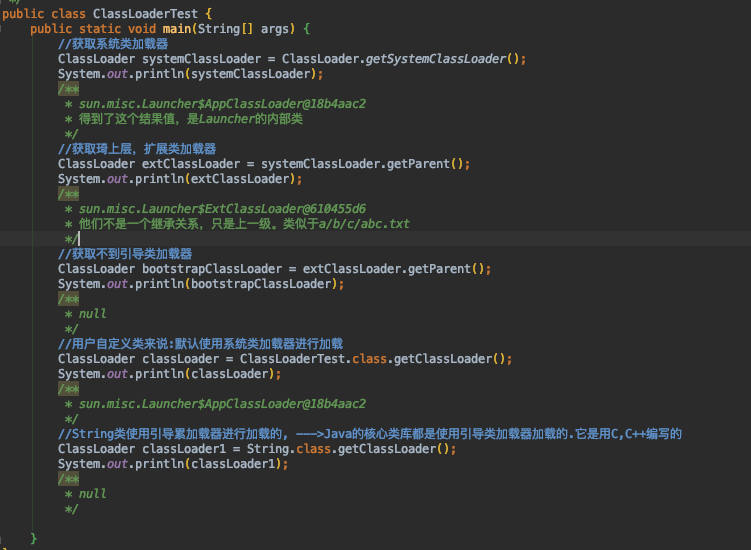 */
public class ClassLoaderTest {
public static void main(String[] args) {
//获取系统类加载器
ClassLoader systemClassLoader = ClassLoader.getSystemClassLoader();
System.out.println(systemClassLoader);
/**
* sun.misc.Launcher$AppClassLoader@18b4aac2
* 得到了这个结果值，是Launcher的内部类
*/
//获取琦上层，扩展类加载器
ClassLoader extClassLoader = systemClassLoader.getParent();
System.out.println(extClassLoader);
/**
* sun.misc.Launcher$ExtClassLoader@610455d6
* 他们不是一个继承关系，只是上一级。类似于a/b/c/abc.txt
*/
//获取不到引导类加载器
ClassLoader bootstrapClassLoader = extClassLoader.getParent();
System.out.println(bootstrapClassLoader);
/**
* null
*/
//用户自定义类来说:默认使用系统类加载器进行加载
ClassLoader classLoader = ClassLoaderTest.class.getClassLoader();
System.out.println(classLoader);
/**
* sun.misc.Launcher$AppClassLoader@18b4aac2
*/
//String类使用引导累加载器进行加载的, ——–>Java的核心类库都是使用引导类加载器加载的.它是用C,C++编写的
ClassLoader classLoader1 = String.class.getClassLoader();
System.out.println(classLoader1);
/**
* null
*/
}